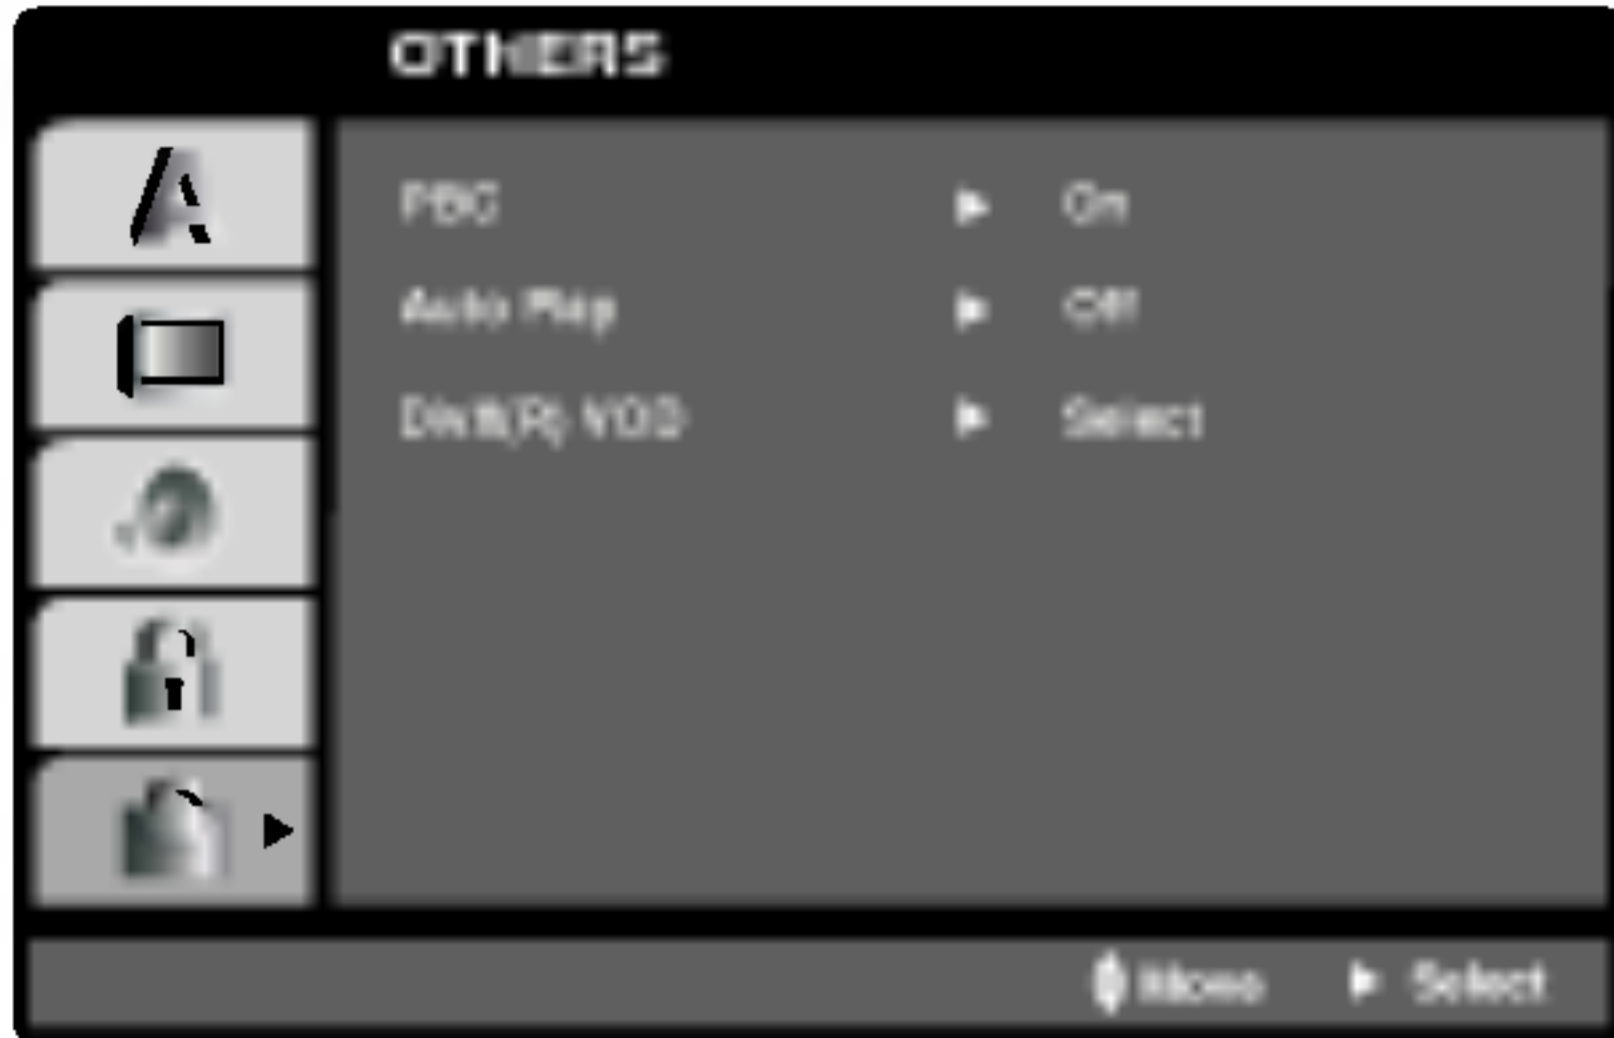 OTHERS
PBC On
Auto Play Off
DivX(R) VOD Select
Move Select